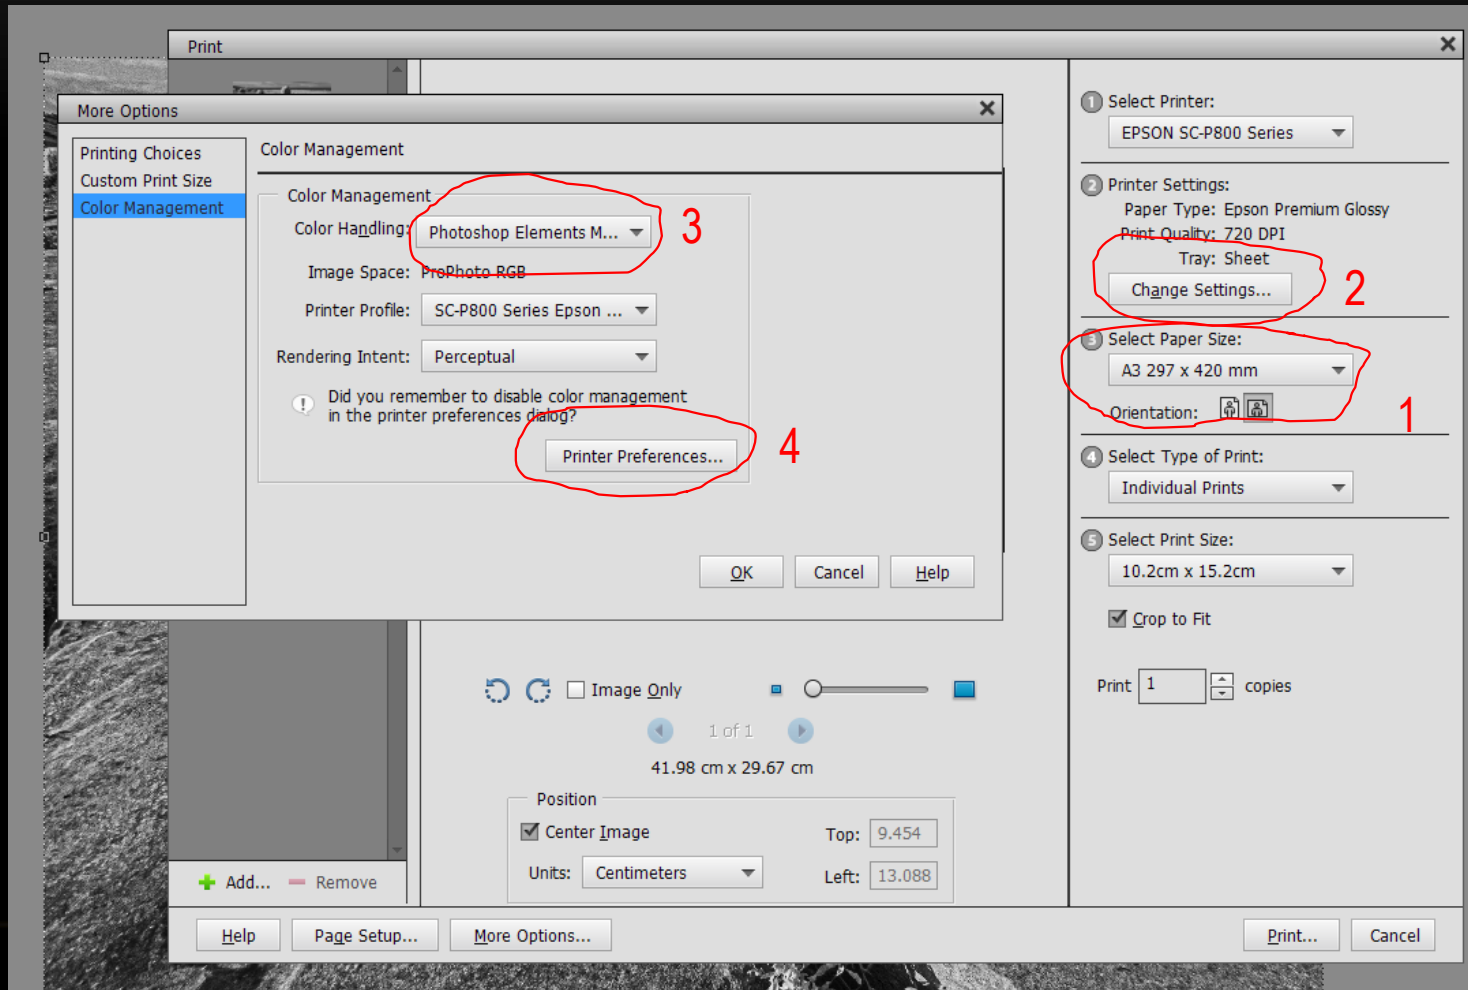 Print
More Options
Printing Choices
Custom Print Size
Color Management
Color Management
Color Management
Color Handling: Photoshop Elements M...
3
Image Space: ProPhoto RGB
Printer Profile: SC-P800 Series Epson ...
Rendering Intent: Perceptual
Did you remember to disable color management
in the printer preferences dialog?
Printer Preferences...
4
OK
Cancel
Help
1 Select Printer:
EPSON SC-P800 Series
2 Printer Settings:
Paper Type: Epson Premium Glossy
Print Quality: 720 DPI
Tray: Sheet
Change Settings...
2
3 Select Paper Size:
A3 297 x 420 mm
Orientation:
1
4 Select Type of Print:
Individual Prints
5 Select Print Size:
10.2cm x 15.2cm
Crop to Fit
Print 1 copies
Image Only
1 of 1
41.98 cm x 29.67 cm
Position
Center Image
Top: 9.454
Units: Centimeters
Left: 13.088
Add...
Remove
Help
Page Setup...
More Options...
Print...
Cancel